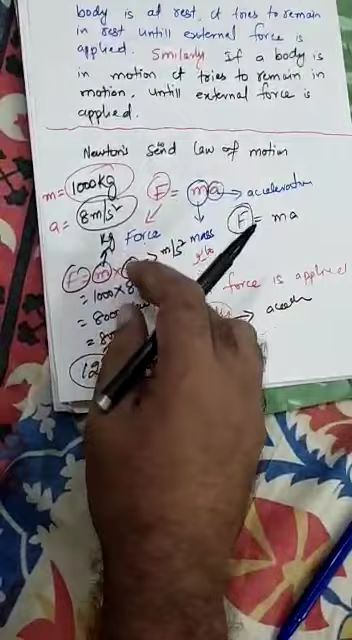 body is at rest, it tries to remain
in rest untill external force is
applied. Similarly If a body is
in motion it tries to remain in
motion, untill external force is
applied.
Newton's Second law of motion
m = 1000kg
F = ma → acceleration
a = 8m/s²
Force
mass
F = ma
kg
m/s²
F = m×
force is applied
= 1000×8
= 800